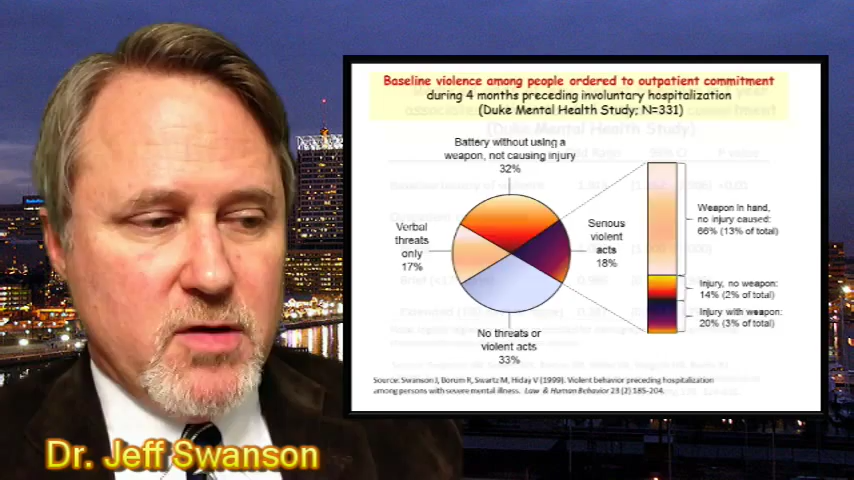 Baseline violence among people ordered to outpatient commitment
during 4 months preceding involuntary hospitalization
(Duke Mental Health Study; N=331)
Battery without using a
weapon, not causing injury
32%
Verbal
threats
only
17%
Serious
violent
acts
18%
No threats or
violent acts
33%
Weapon in hand,
no injury caused:
66% (13% of total)
Injury, no weapon:
14% (2% of total)
Injury with weapon:
20% (3% of total)
Source: Swanson J, Borum R, Swartz M, Hiday V (1999). Violent behavior preceding hospitalization
among persons with severe mental illness. Law & Human Behavior 23 (2) 185-204.
Dr. Jeff Swanson